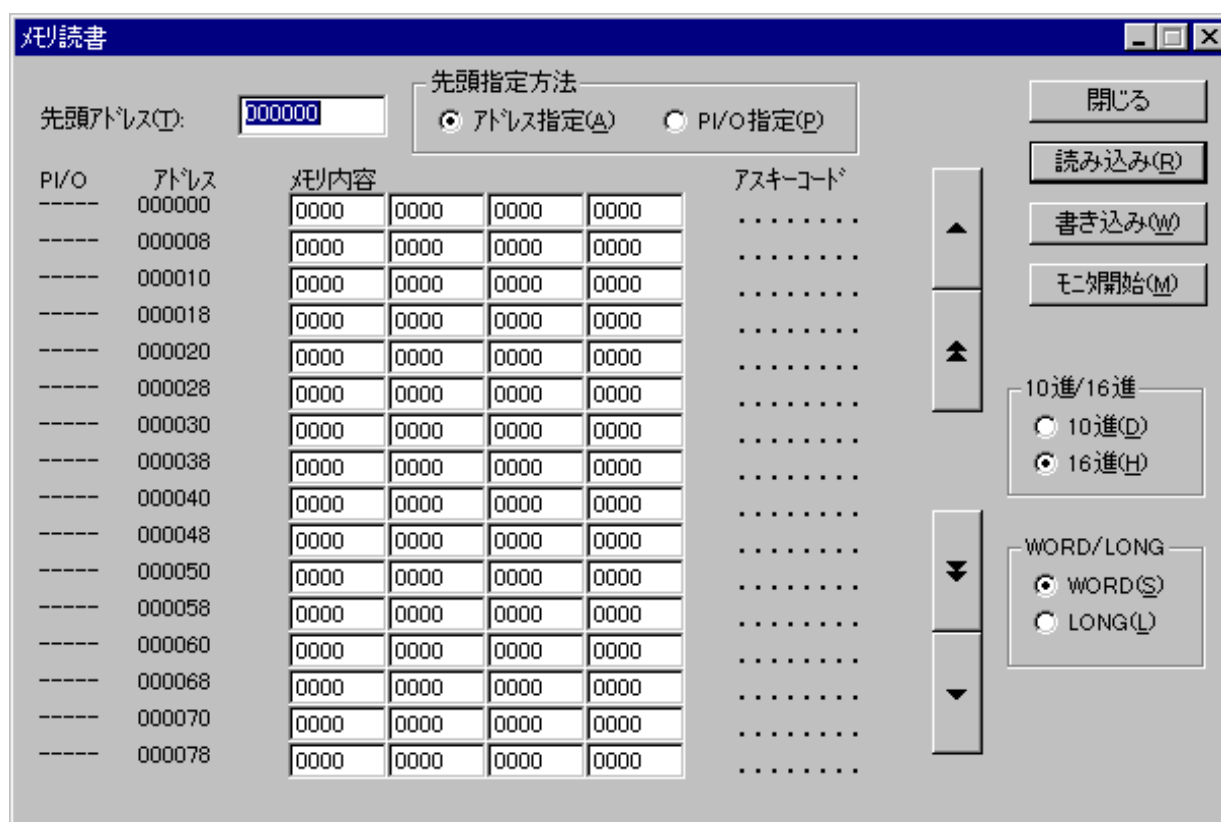 ﾒﾓﾘ読書
先頭指定方法
先頭ｱﾄﾞﾚｽ(T): 000000 ｱﾄﾞﾚｽ指定(A) PI/O指定(P)
閉じる
読み込み(R)
書き込み(W)
ﾓﾆﾀ開始(M)
PI/O ｱﾄﾞﾚｽ ﾒﾓﾘ内容 ｱｽｷｰｺｰﾄﾞ
----- 000000 0000 0000 0000 0000 ........
----- 000008 0000 0000 0000 0000 ........
----- 000010 0000 0000 0000 0000 ........
----- 000018 0000 0000 0000 0000 ........
----- 000020 0000 0000 0000 0000 ........
----- 000028 0000 0000 0000 0000 ........
----- 000030 0000 0000 0000 0000 ........
----- 000038 0000 0000 0000 0000 ........
----- 000040 0000 0000 0000 0000 ........
----- 000048 0000 0000 0000 0000 ........
----- 000050 0000 0000 0000 0000 ........
----- 000058 0000 0000 0000 0000 ........
----- 000060 0000 0000 0000 0000 ........
----- 000068 0000 0000 0000 0000 ........
----- 000070 0000 0000 0000 0000 ........
----- 000078 0000 0000 0000 0000 ........
10進/16進
10進(D)
16進(H)
WORD/LONG
WORD(S)
LONG(L)